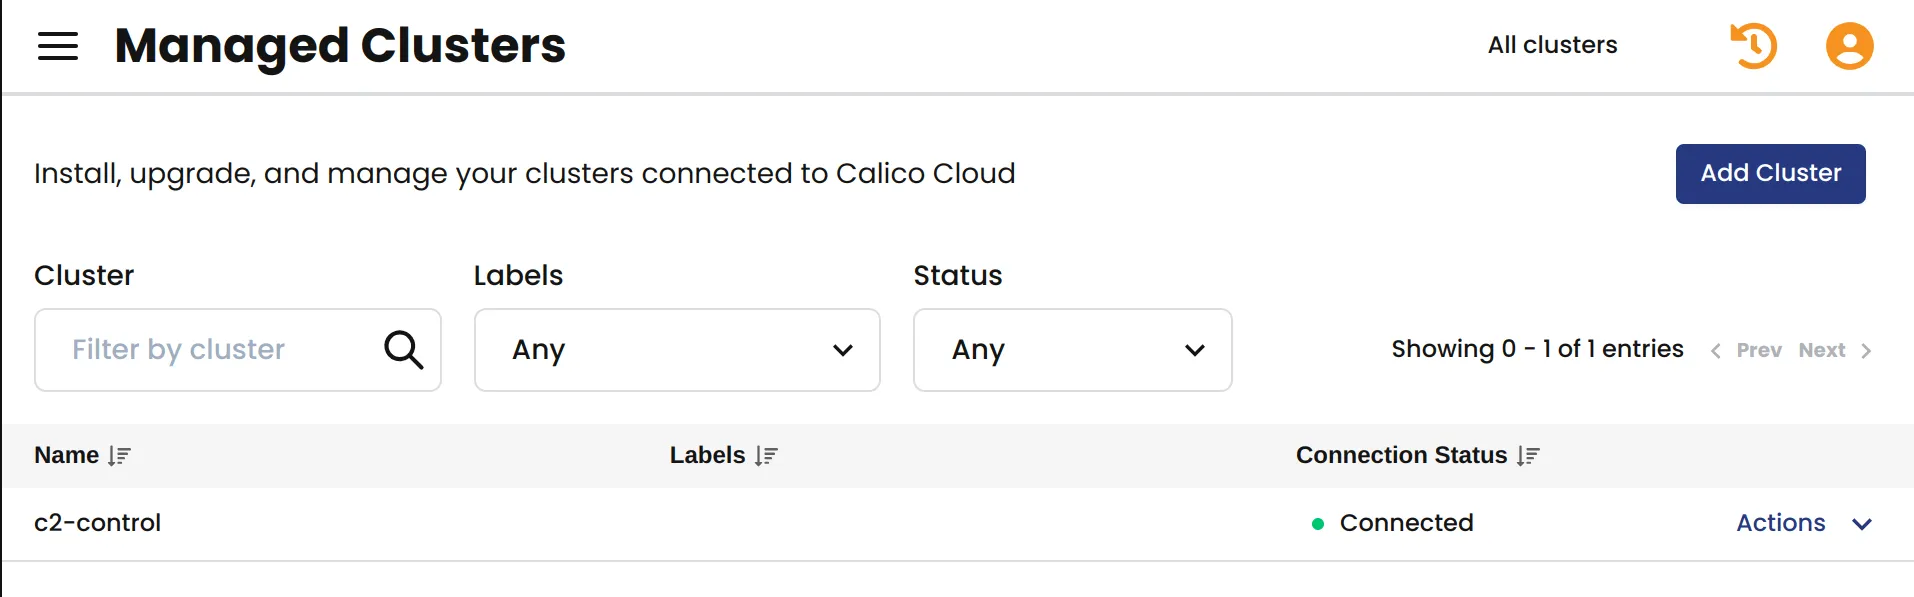 Managed Clusters
All clusters
Install, upgrade, and manage your clusters connected to Calico Cloud
Add Cluster
Cluster
Labels
Status
Filter by cluster
Any
Any
Showing 0 - 1 of 1 entries
Prev
Next
Name
Labels
Connection Status
c2-control
Connected
Actions